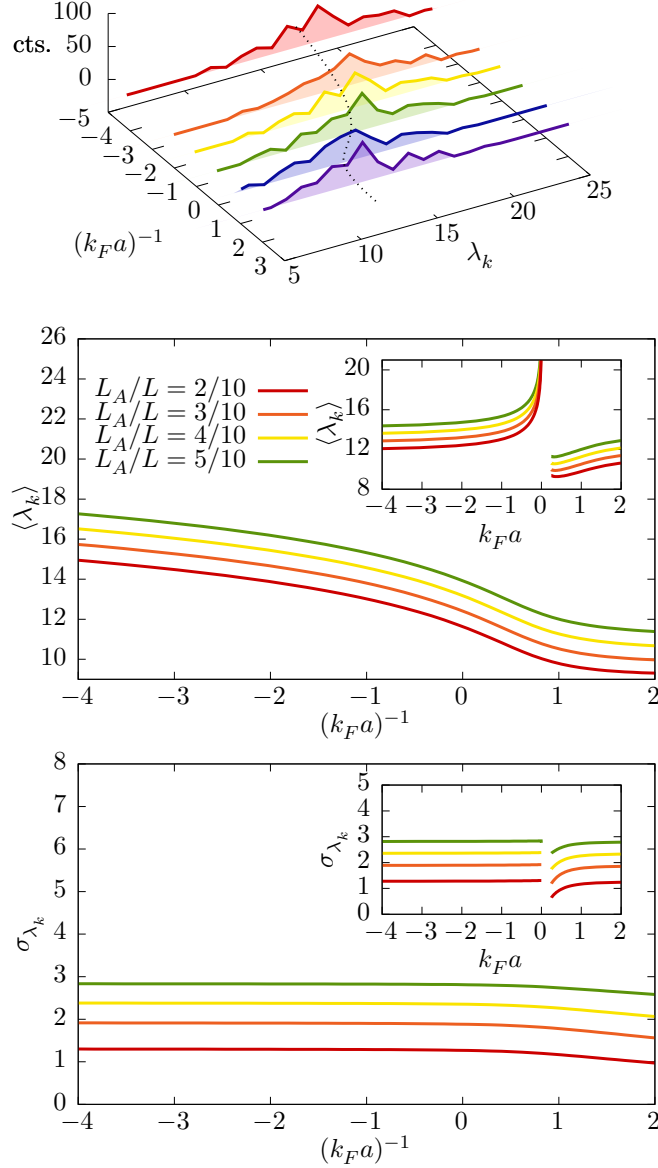 100
cts. 50
0
−5
−4
−3
−2
−1
0
1
2
3
5
10
15
20
25
(k_F a)^{−1}
λ_k
26
24
22
20
18
16
14
12
10
⟨λ_k⟩
L_A/L = 2/10
L_A/L = 3/10
L_A/L = 4/10
L_A/L = 5/10
20
16
12
8
⟨λ_k⟩
−4 −3 −2 −1 0 1 2
k_F a
−4 −3 −2 −1 0 1 2
(k_F a)^{−1}
8
7
6
5
4
3
2
1
0
σ_{λ_k}
5
4
3
2
1
0
σ_{λ_k}
−4 −3 −2 −1 0 1 2
k_F a
−4 −3 −2 −1 0 1 2
(k_F a)^{−1}